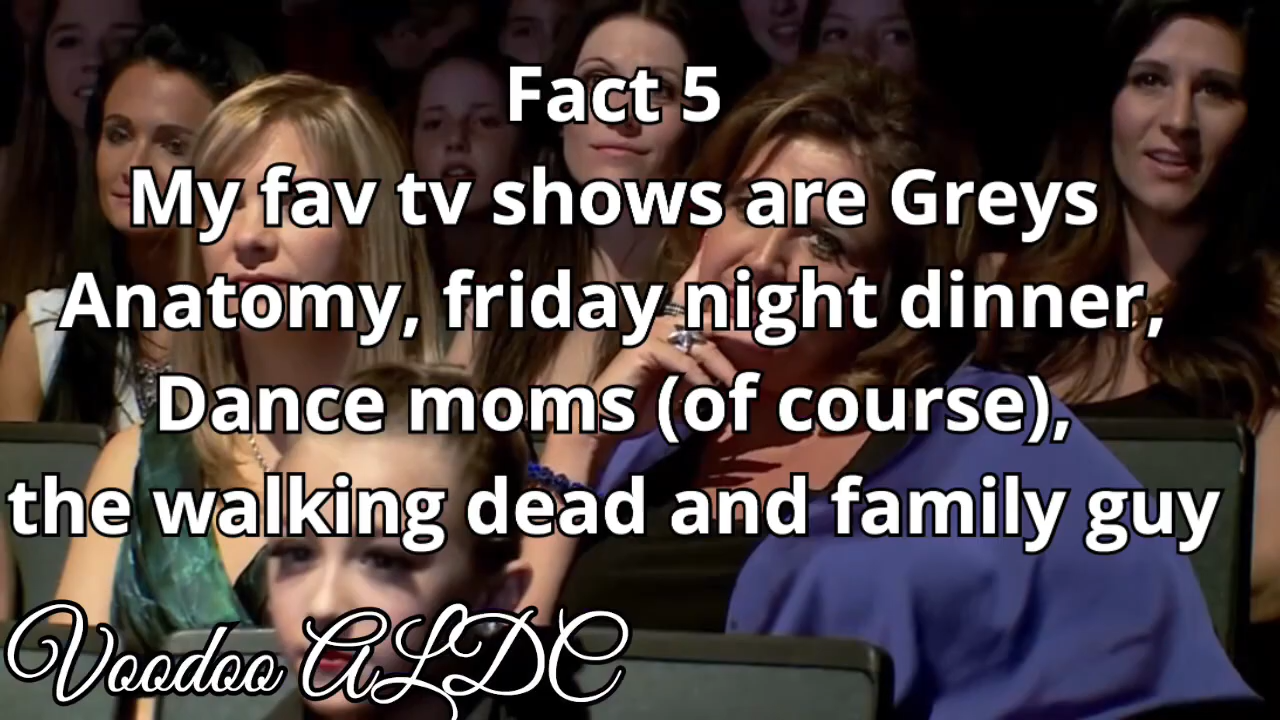 Fact 5
My fav tv shows are Greys
Anatomy, friday night dinner,
Dance moms (of course),
the walking dead and family guy
Voodoo ALDC